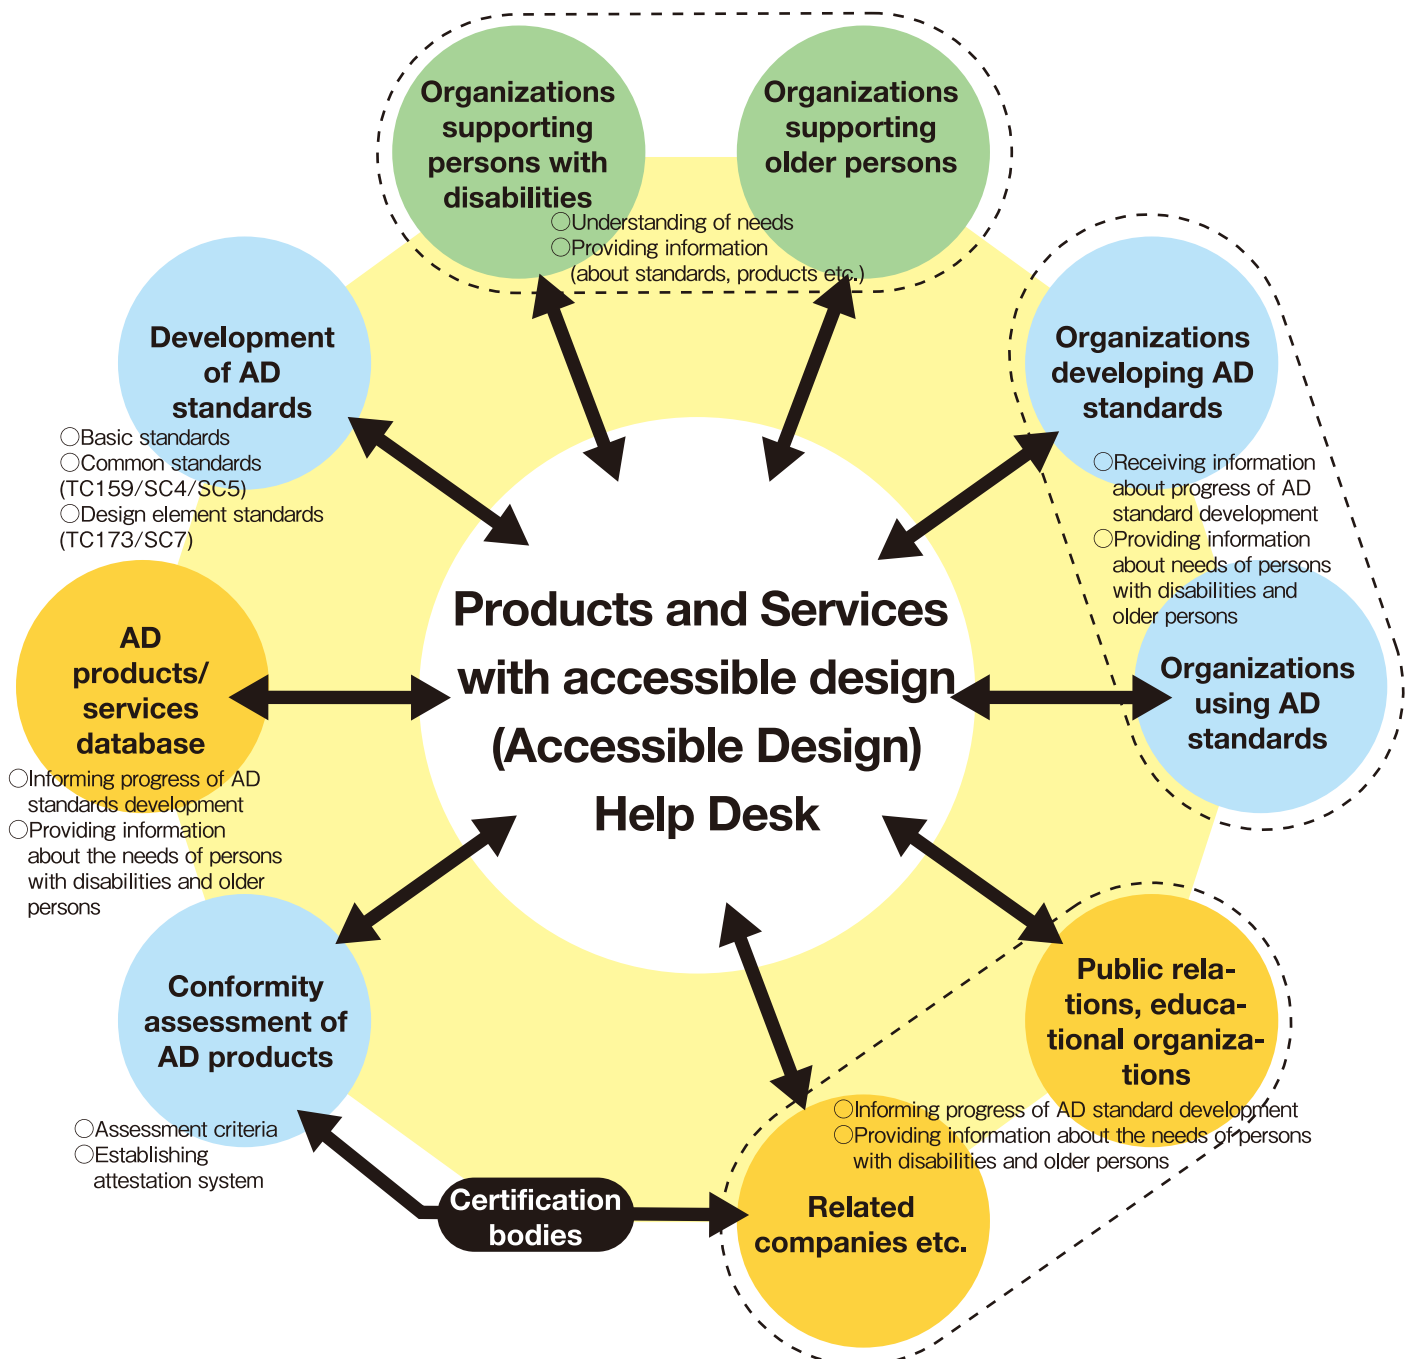 Organizations
supporting
persons with
disabilities
Organizations
supporting
older persons
○Understanding of needs
○Providing information
(about standards, products etc.)
Development
of AD
standards
○Basic standards
○Common standards
(TC159/SC4/SC5)
○Design element standards
(TC173/SC7)
Organizations
developing AD
standards
○Receiving information
about progress of AD
standard development
○Providing information
about needs of persons
with disabilities and
older persons
Organizations
using AD
standards
AD
products/
services
database
○Informing progress of AD
standards development
○Providing information
about the needs of persons
with disabilities and older
persons
Products and Services
with accessible design
(Accessible Design)
Help Desk
Conformity
assessment of
AD products
○Assessment criteria
○Establishing
attestation system
Public rela-
tions, educa-
tional organiza-
tions
○Informing progress of AD standard development
○Providing information about the needs of persons
with disabilities and older persons
Related
companies etc.
Certification
bodies